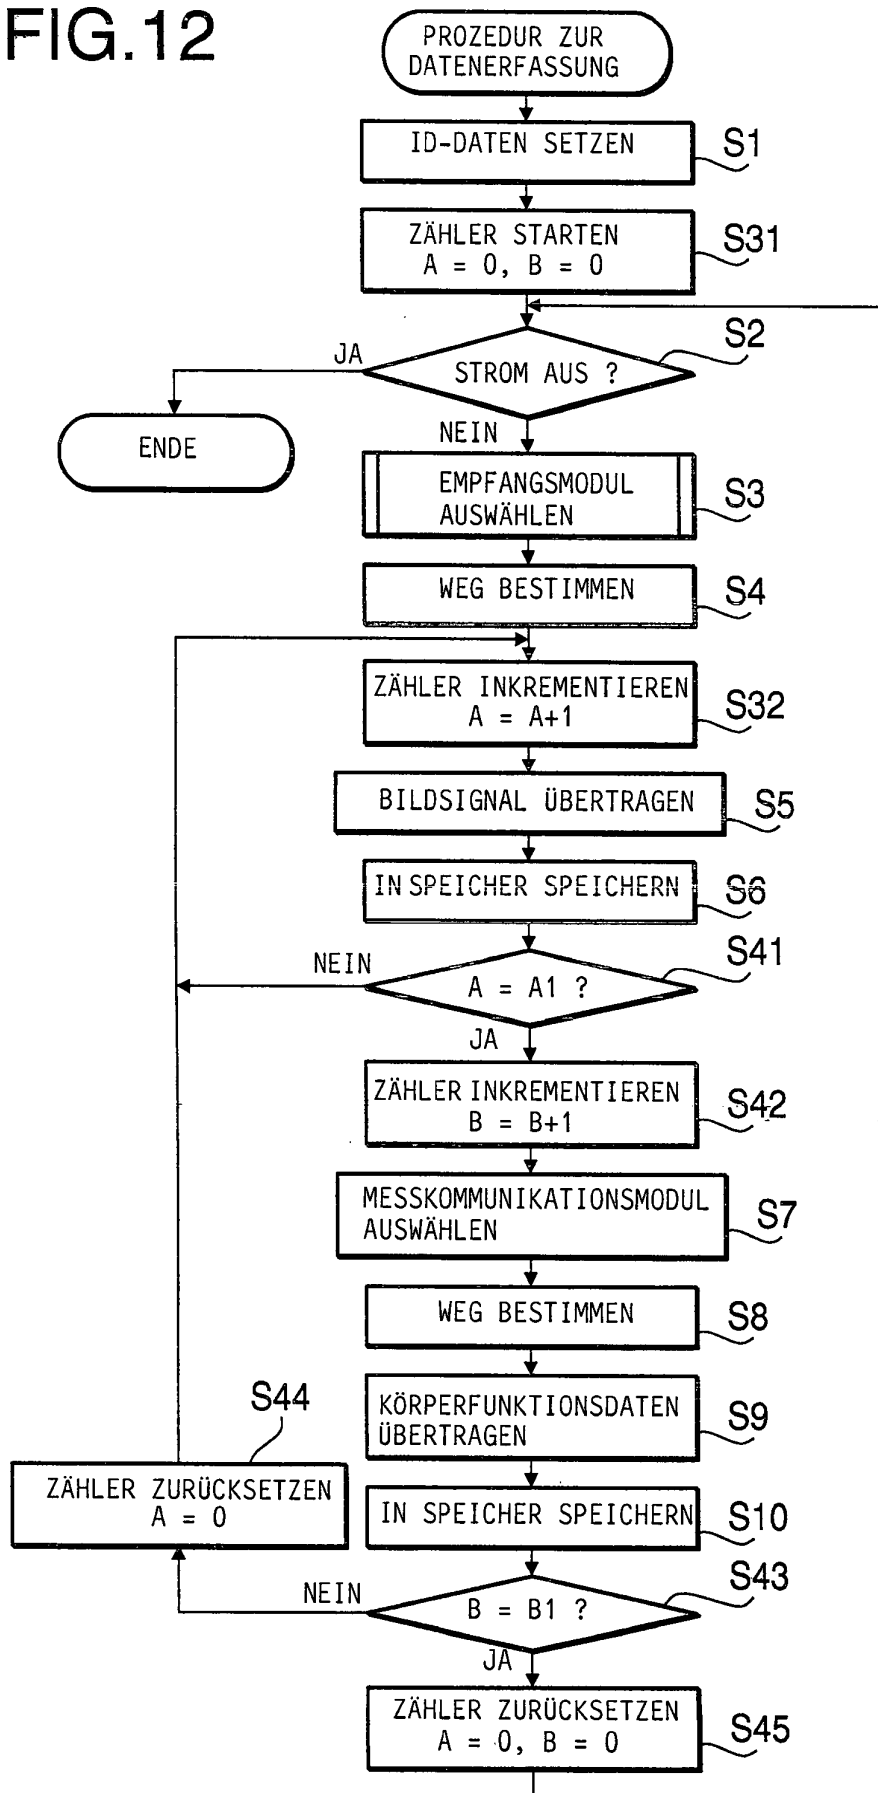 FIG.12
PROZEDUR ZUR
DATENERFASSUNG
ID-DATEN SETZEN
S1
ZÄHLER STARTEN
A = 0, B = 0
S31
S2
JA
STROM AUS ?
ENDE
NEIN
EMPFANGSMODUL
AUSWÄHLEN
S3
WEG BESTIMMEN
S4
ZÄHLER INKREMENTIEREN
A = A+1
S32
BILDSIGNAL ÜBERTRAGEN
S5
IN SPEICHER SPEICHERN
S6
S41
NEIN
A = A1 ?
JA
ZÄHLER INKREMENTIEREN
B = B+1
S42
MESSKOMMUNIKATIONSMODUL
AUSWÄHLEN
S7
WEG BESTIMMEN
S8
KÖRPERFUNKTIONSDATEN
ÜBERTRAGEN
S9
S44
ZÄHLER ZURÜCKSETZEN
A = 0
IN SPEICHER SPEICHERN
S10
S43
NEIN
B = B1 ?
JA
ZÄHLER ZURÜCKSETZEN
A = 0, B = 0
S45